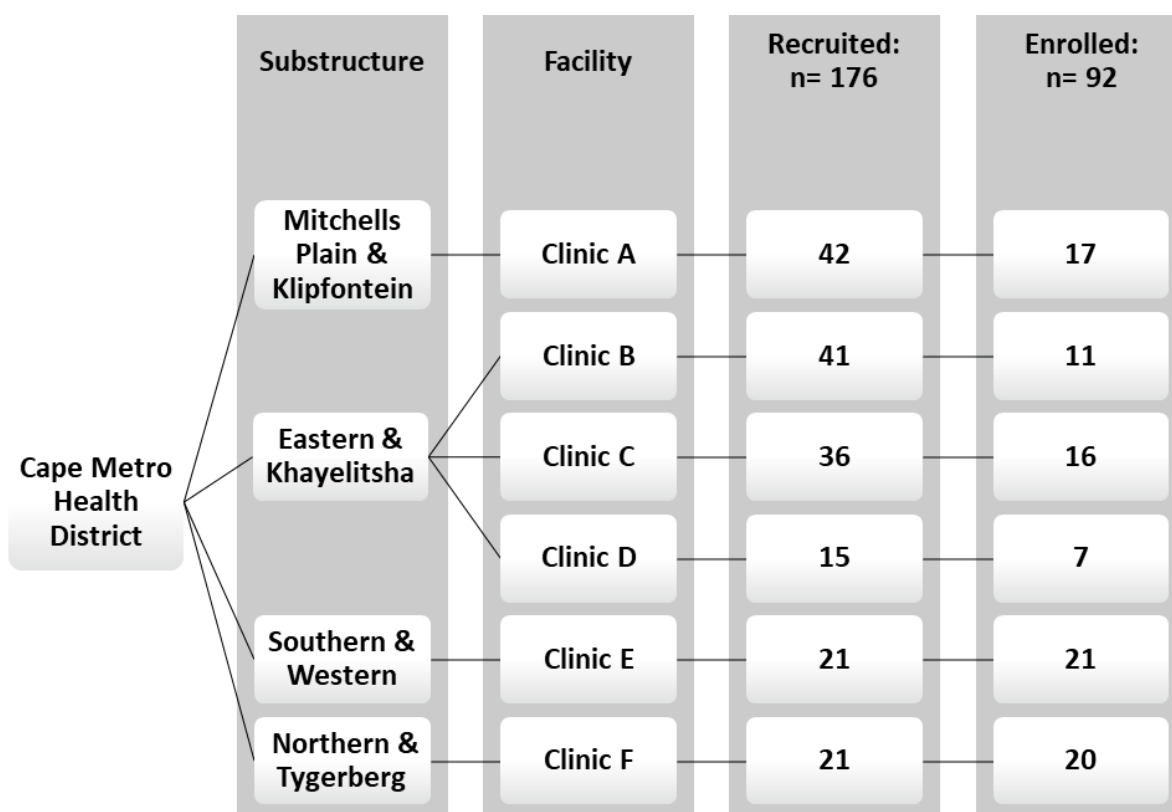 Substructure
Facility
Recruited:
n= 176
Enrolled:
n= 92
Cape Metro
Health
District
Mitchells
Plain &
Klipfontein
Clinic A
42
17
Eastern &
Khayelitsha
Clinic B
41
11
Clinic C
36
16
Clinic D
15
7
Southern &
Western
Clinic E
21
21
Northern &
Tygerberg
Clinic F
21
20